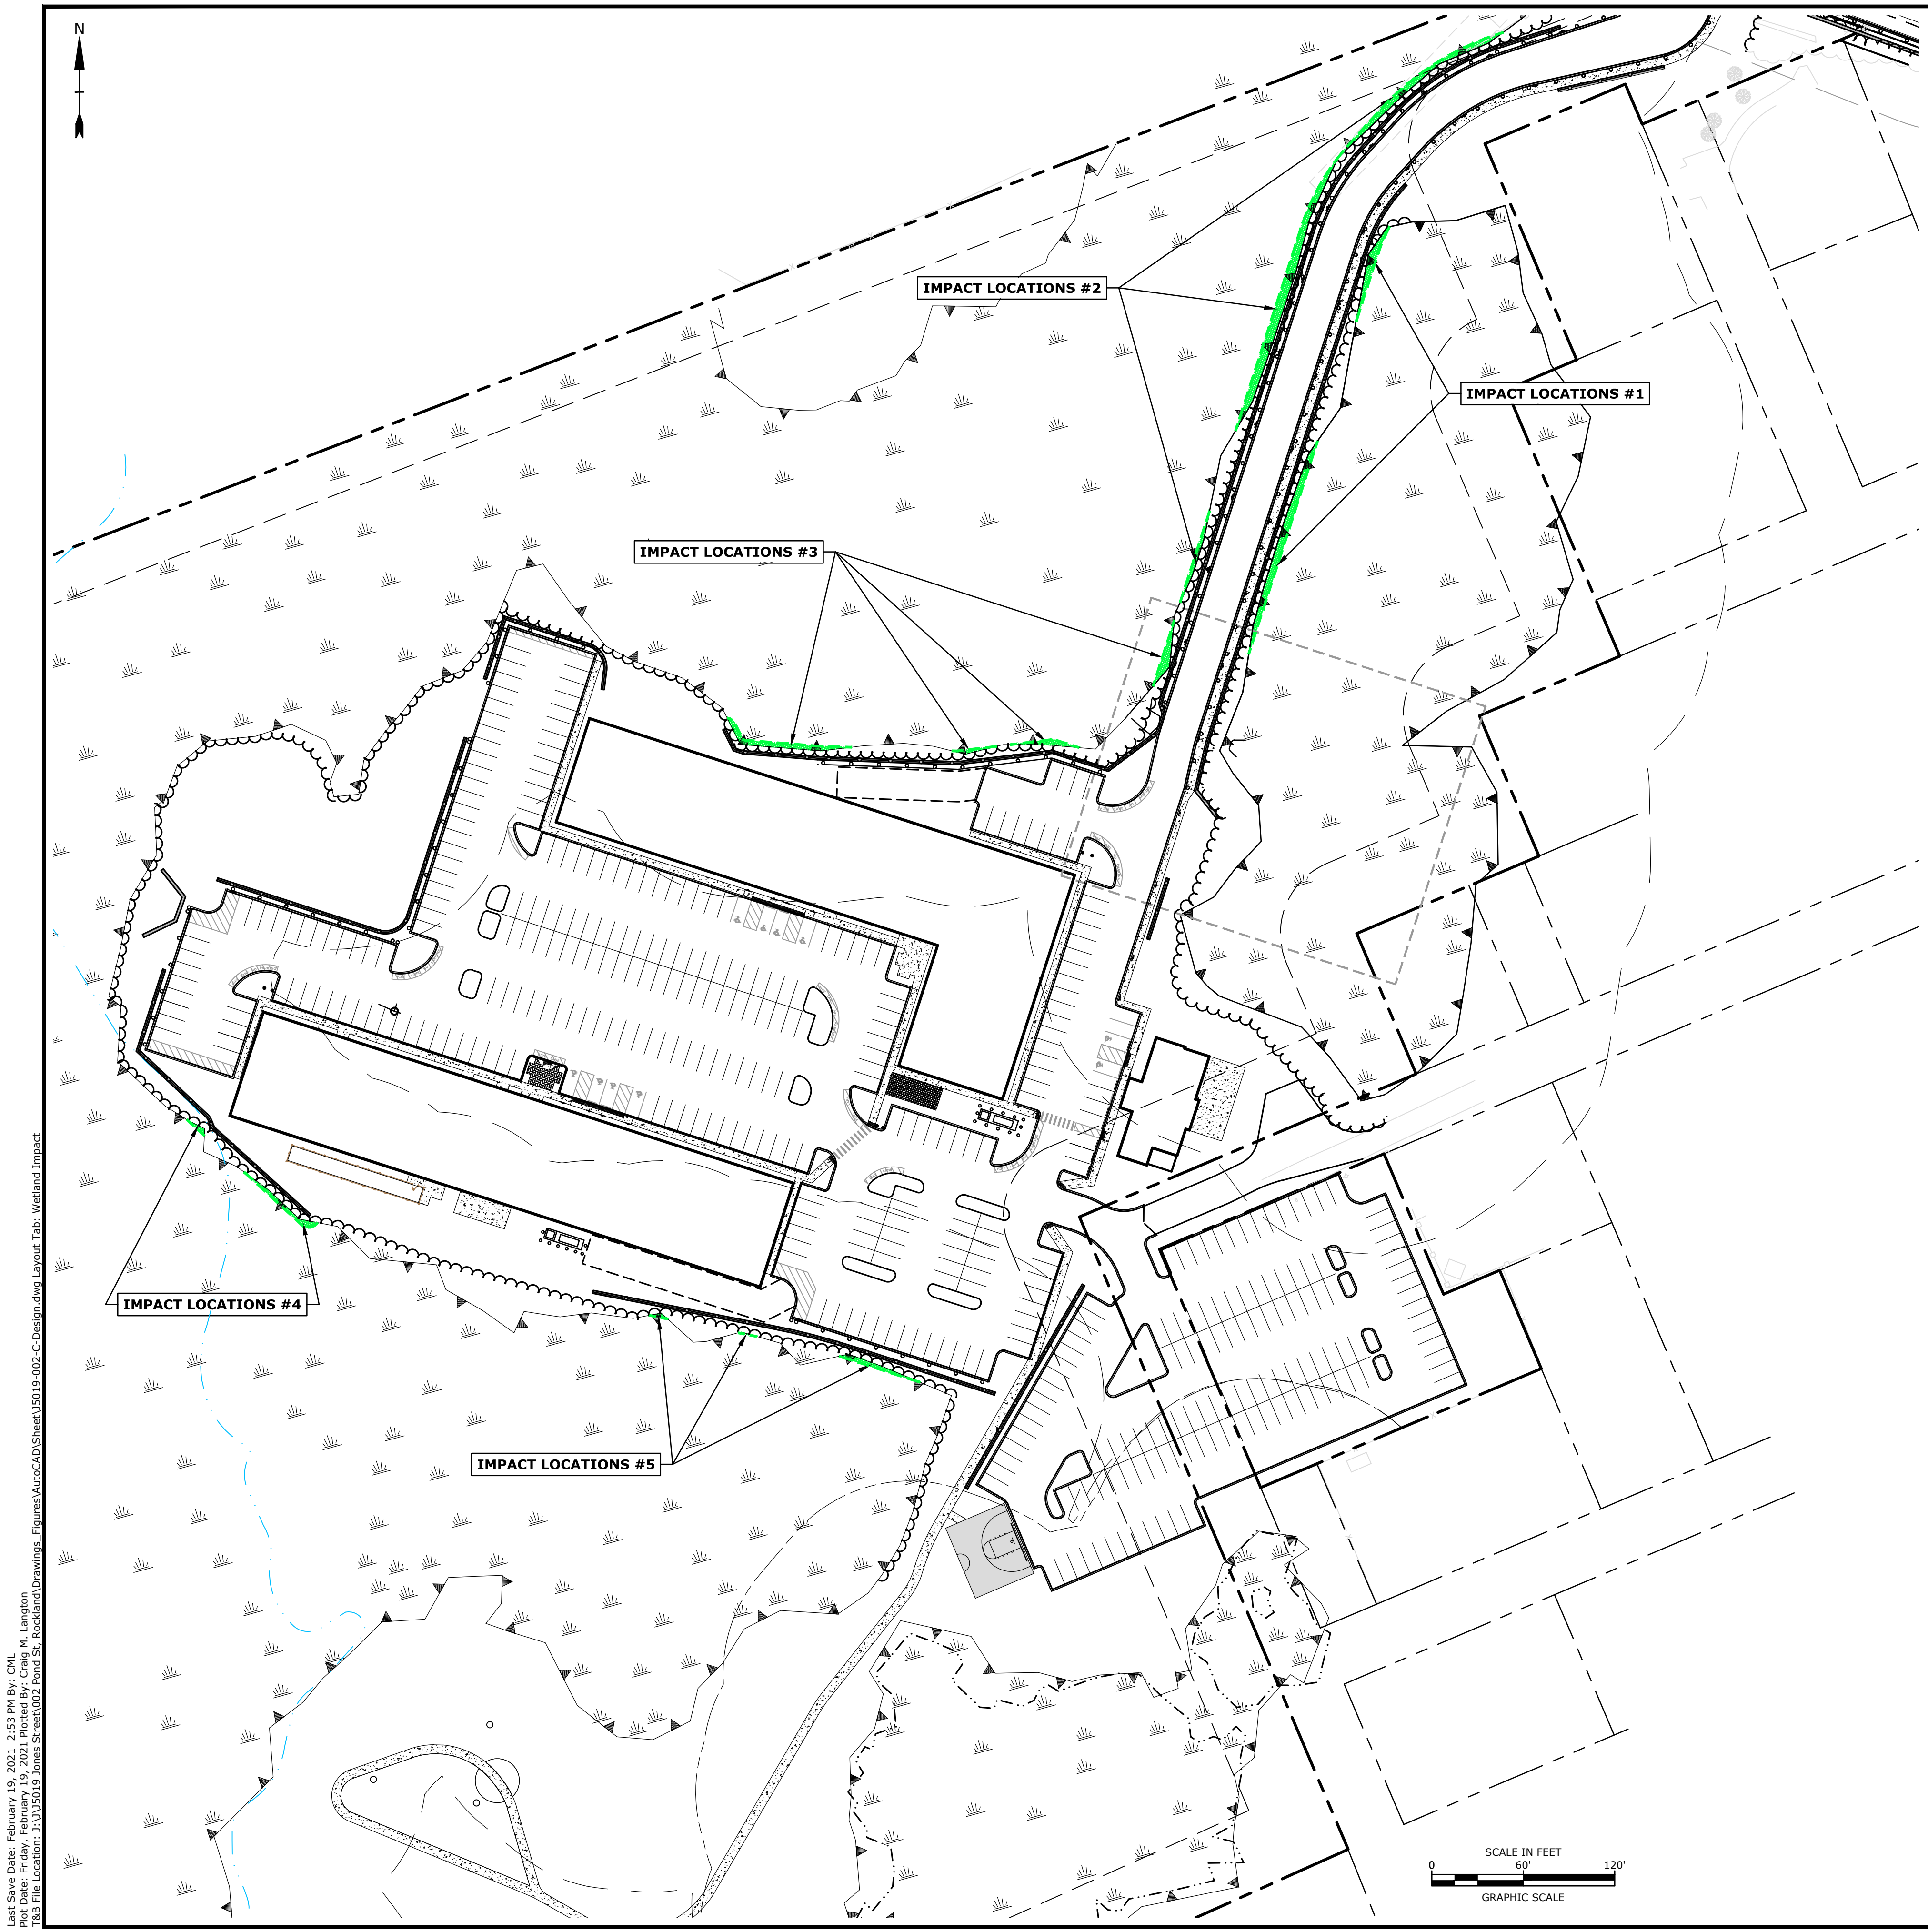 N
IMPACT LOCATIONS #2
IMPACT LOCATIONS #1
IMPACT LOCATIONS #3
IMPACT LOCATIONS #4
IMPACT LOCATIONS #5
SCALE IN FEET
0 60' 120'
GRAPHIC SCALE
Last Save Date: February 19, 2021 2:53 PM By: CML
Plot Date: Friday, February 19, 2021 Plotted By: Craig M. Langton
T&B File Location: J:\J\J5019 Jones Street\002 Pond St, Rockland\Drawings_Figures\AutoCAD\Sheet\J5019-002-C-Design.dwg Layout Tab: Wetland Impact